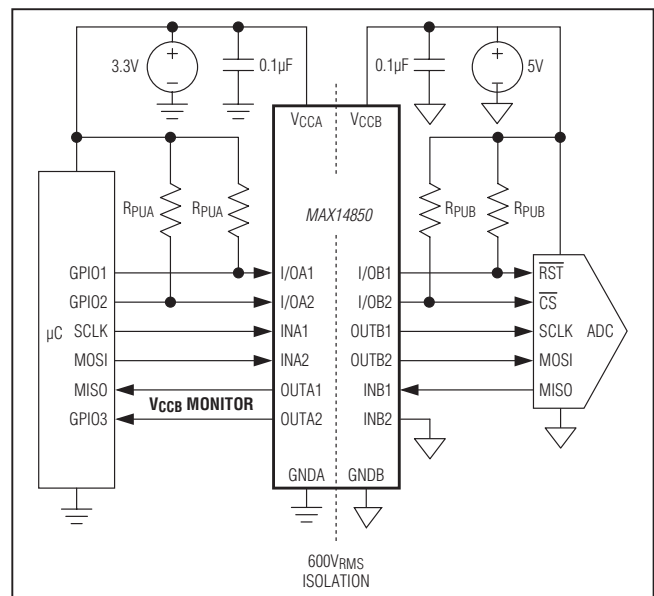 3.3V 0.1µF 0.1µF 5V
VCCA VCCB
RPUA RPUA MAX14850 RPUB RPUB
GPIO1 I/OA1 I/OB1 RST
GPIO2 I/OA2 I/OB2 CS
µC SCLK INA1 OUTB1 SCLK ADC
MOSI INA2 OUTB2 MOSI
MISO OUTA1 INB1 MISO
VCCB MONITOR
GPIO3 OUTA2 INB2
GNDA GNDB
600VRMS
ISOLATION